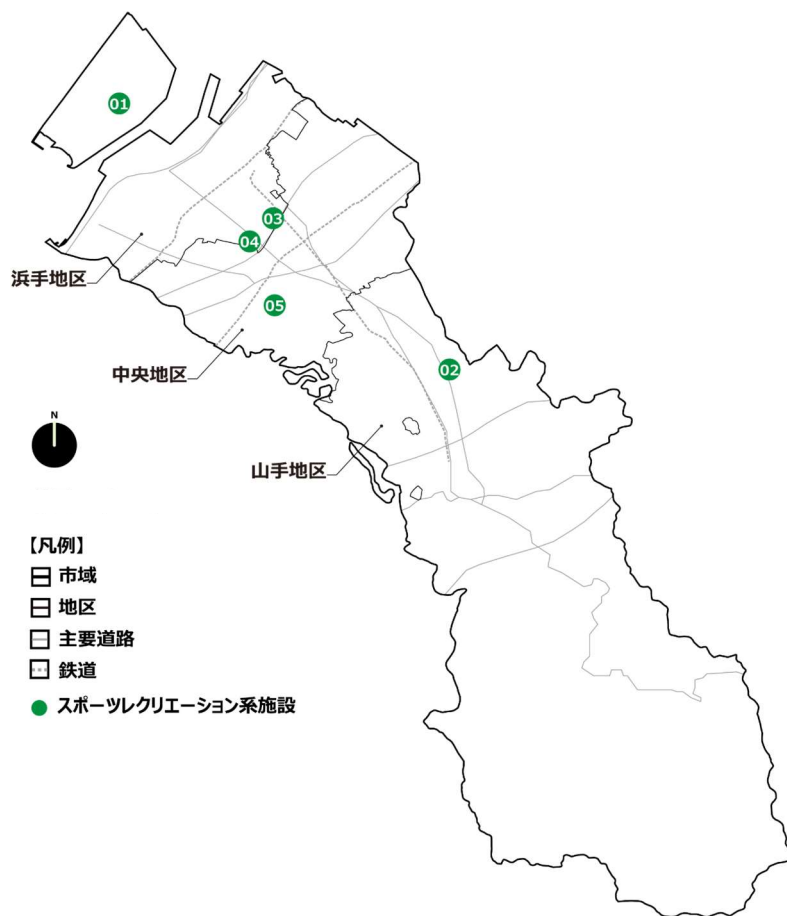 01
03
04
浜手地区
05
中央地区
02
N
山手地区
【凡例】
市域
地区
主要道路
鉄道
スポーツレクリエーション系施設